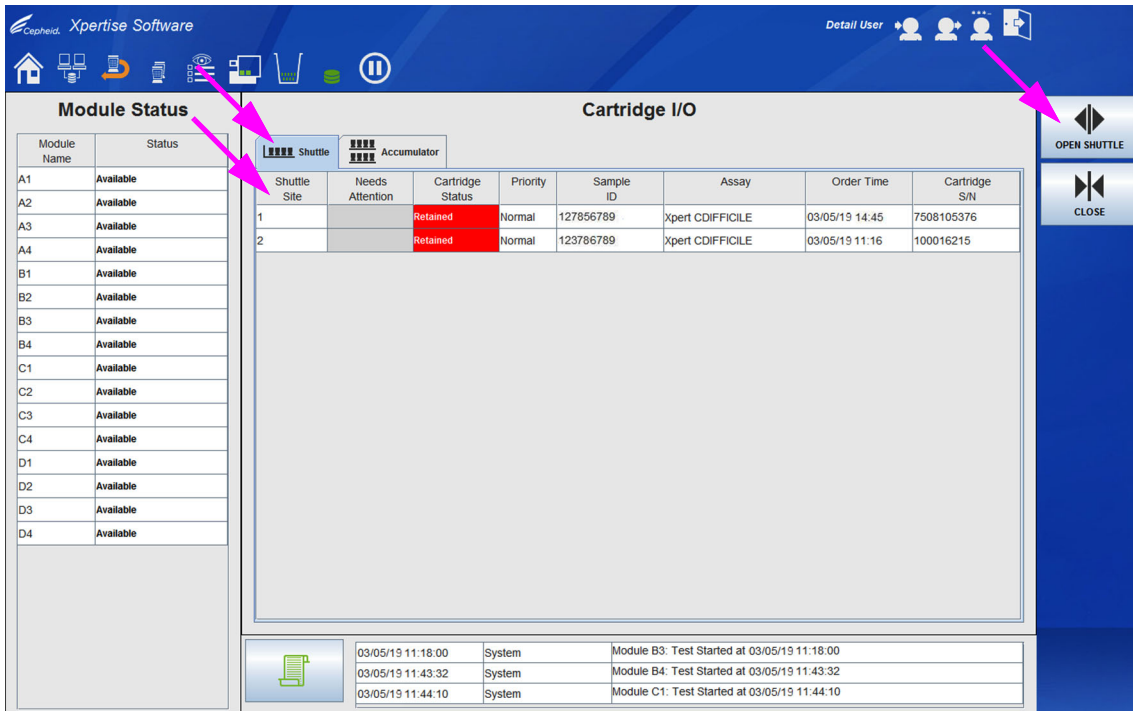 Cepheid. Xpertise Software
Detail User
Module Status
Cartridge I/O
OPEN SHUTTLE
CLOSE
Module Name Status
A1 Available
A2 Available
A3 Available
A4 Available
B1 Available
B2 Available
B3 Available
B4 Available
C1 Available
C2 Available
C3 Available
C4 Available
D1 Available
D2 Available
D3 Available
D4 Available
Shuttle Accumulator
Shuttle Needs Cartridge Priority Sample Assay Order Time Cartridge
Site Attention Status ID S/N
1 Retained Normal 127856789 Xpert CDIFFICILE 03/05/19 14:45 7508105376
2 Retained Normal 123786789 Xpert CDIFFICILE 03/05/19 11:16 100016215
03/05/19 11:18:00 System Module B3: Test Started at 03/05/19 11:18:00
03/05/19 11:43:32 System Module B4: Test Started at 03/05/19 11:43:32
03/05/19 11:44:10 System Module C1: Test Started at 03/05/19 11:44:10